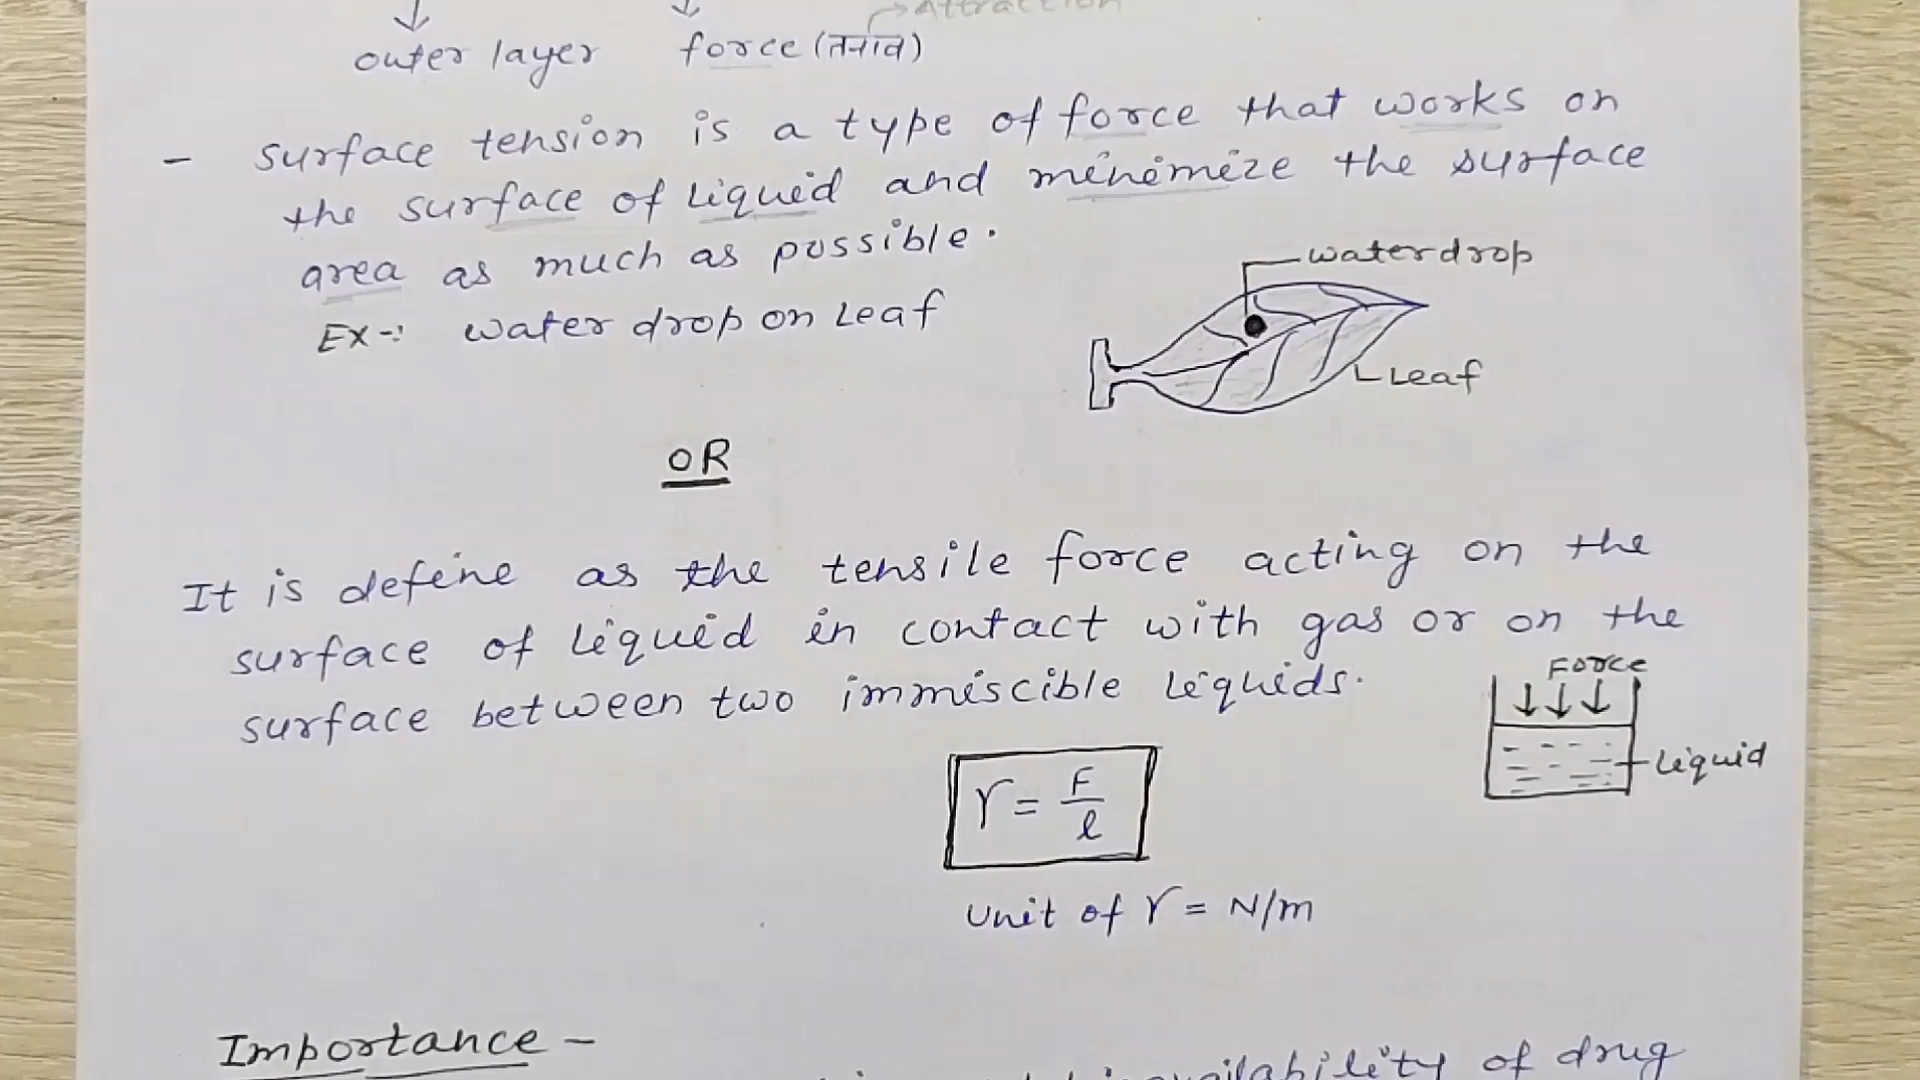 Attraction
outer layer force (तनाव)
- surface tension is a type of force that works on
the surface of liquid and minimize the surface
area as much as possible.
Ex-: water drop on Leaf
water drop
Leaf
OR
It is define as the tensile force acting on the
surface of liquid in contact with gas or on the
surface between two immiscible liquids.
Force
Liquid
γ = F/l
unit of γ = N/m
Importance -
of drug